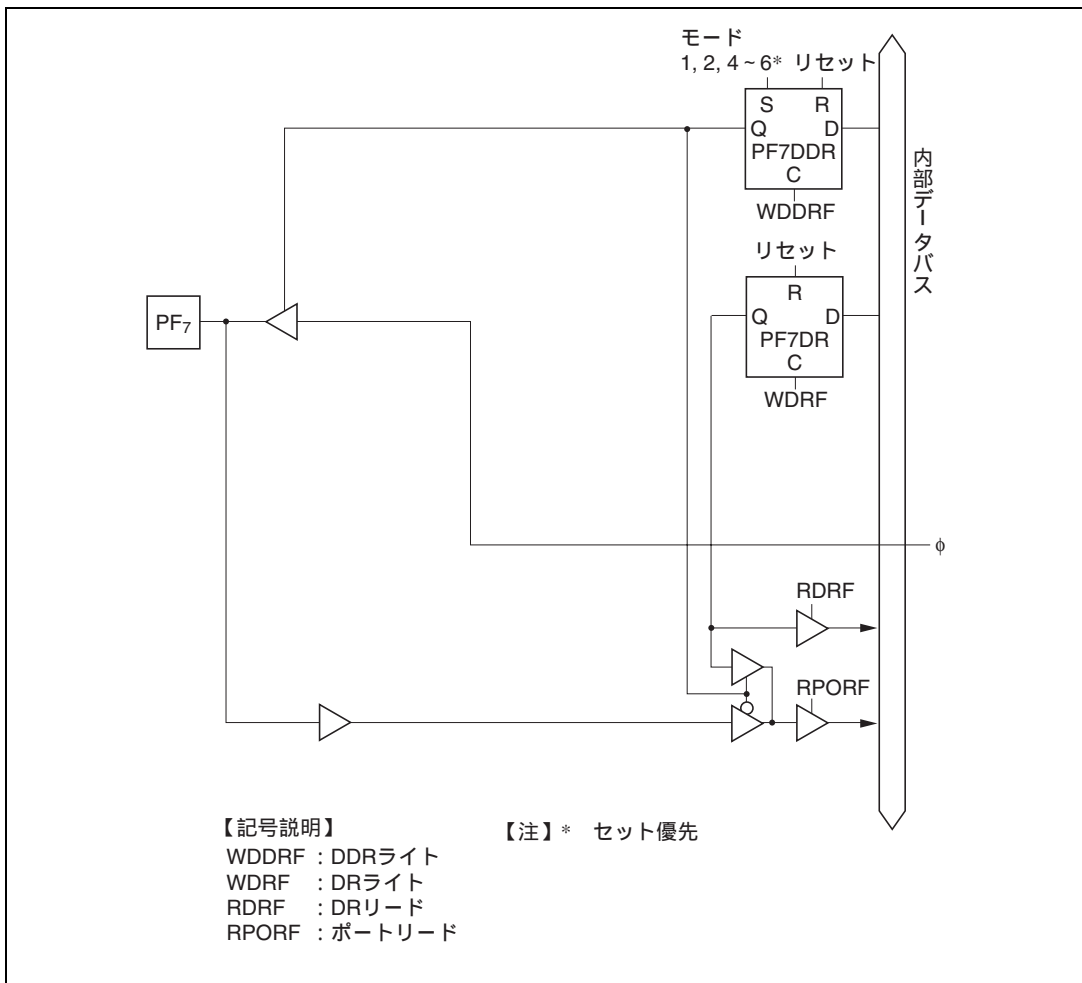 モード
1, 2, 4～6* リセット
S R
Q D
PF7DDR
C
WDDRF
内部データバス
リセット
R
Q D
PF7DR
C
WDRF
PF7
φ
RDRF
RPORF
【記号説明】
WDDRF : DDRライト
WDRF : DRライト
RDRF : DRリード
RPORF : ポートリード
【注】* セット優先